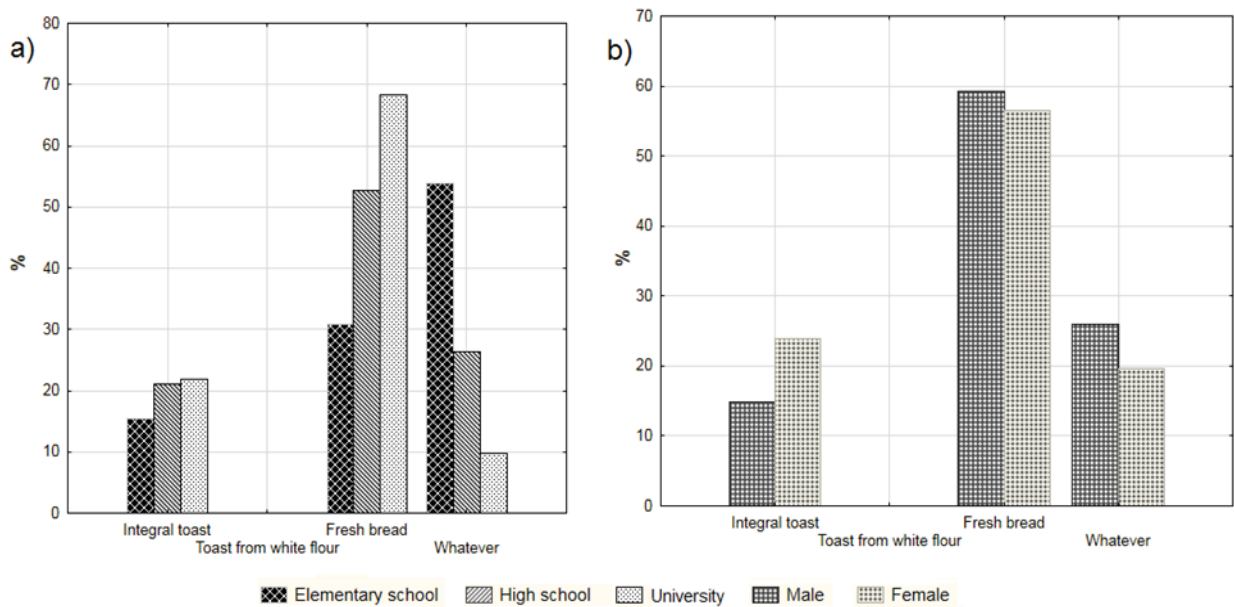 a)
80
70
60
50
40
30
20
10
0
%
Integral toast
Toast from white flour
Fresh bread
Whatever
b)
70
60
50
40
30
20
10
0
%
Integral toast
Toast from white flour
Fresh bread
Whatever
Elementary school High school University Male Female